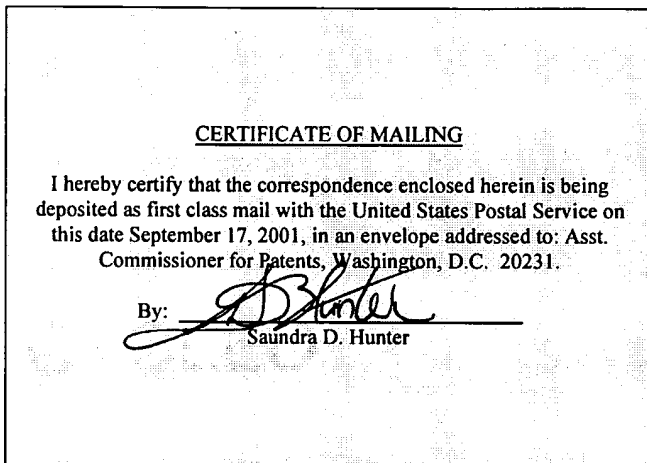 CERTIFICATE OF MAILING
I hereby certify that the correspondence enclosed herein is being
deposited as first class mail with the United States Postal Service on
this date September 17, 2001, in an envelope addressed to: Asst.
Commissioner for Patents, Washington, D.C. 20231.
By: SD Hunter
Saundra D. Hunter